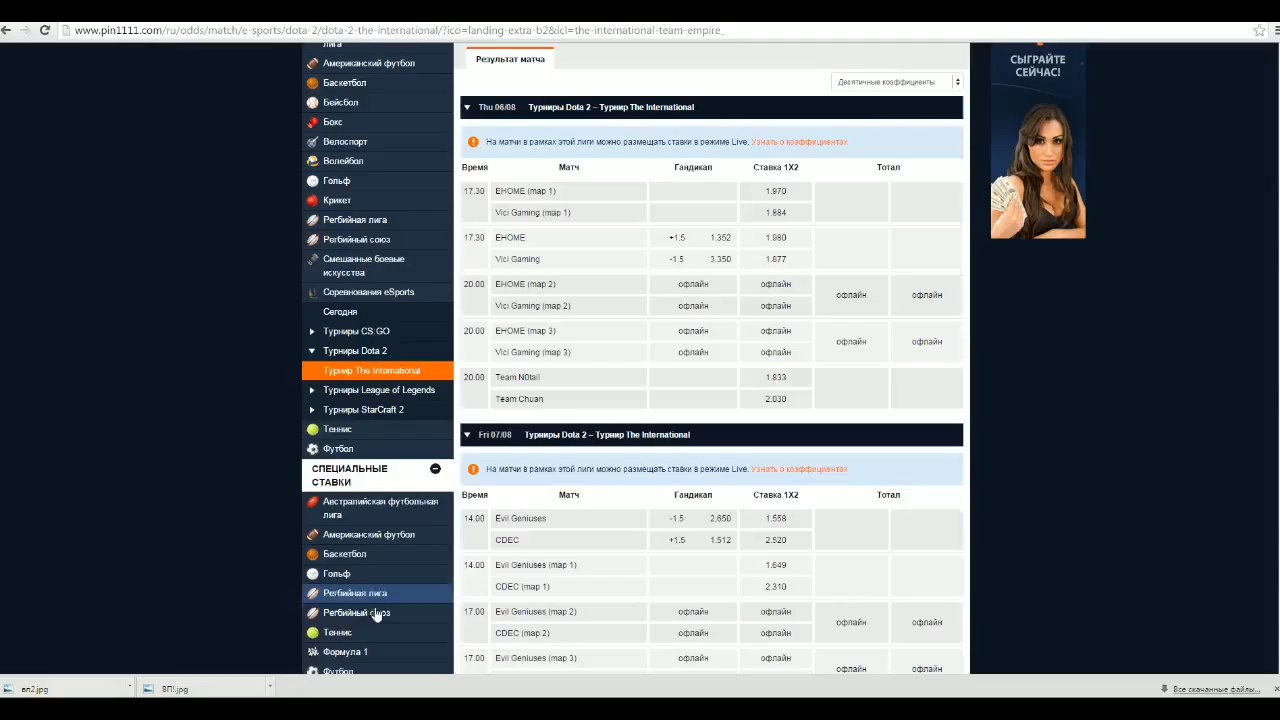 www.pin1111.com/ru/odds/match/e-sports/dota-2/dota-2-the-international/?ico=landing-extra-b2&icl=the-international-team-empire_
лига
Американский футбол
Баскетбол
Бейсбол
Бокс
Велоспорт
Волейбол
Гольф
Крикет
Регбийная лига
Регбийный союз
Смешанные боевые
искусства
Соревнования eSports
Сегодня
Турниры CS:GO
Турниры Dota 2
Турнир The International
Турниры League of Legends
Турниры StarCraft 2
Теннис
Футбол
СПЕЦИАЛЬНЫЕ
СТАВКИ
Австралийская футбольная
лига
Американский футбол
Баскетбол
Гольф
Регбийная лига
Регбийный союз
Теннис
Формула 1
Футбол
Результат матча
Десятичные коэффициенты
Thu 06/08 Турниры Dota 2 – Турнир The International
На матчи в рамках этой лиги можно размещать ставки в режиме Live. Узнать о коэффициентах
Время Матч Гандикап Ставка 1X2 Тотал
17.30 EHOME (map 1) 1.970
Vici Gaming (map 1) 1.884
17.30 EHOME +1.5 1.352 1.980
Vici Gaming -1.5 3.350 1.877
20.00 EHOME (map 2) офлайн офлайн
офлайн офлайн
Vici Gaming (map 2) офлайн офлайн
20.00 EHOME (map 3) офлайн офлайн
офлайн офлайн
Vici Gaming (map 3) офлайн офлайн
20.00 Team N0tail 1.833
Team Chuan 2.030
Fri 07/08 Турниры Dota 2 – Турнир The International
На матчи в рамках этой лиги можно размещать ставки в режиме Live. Узнать о коэффициентах
Время Матч Гандикап Ставка 1X2 Тотал
14.00 Evil Geniuses -1.5 2.650 1.558
CDEC +1.5 1.512 2.520
14.00 Evil Geniuses (map 1) 1.649
CDEC (map 1) 2.310
17.00 Evil Geniuses (map 2) офлайн офлайн
офлайн офлайн
CDEC (map 2) офлайн офлайн
17.00 Evil Geniuses (map 3) офлайн офлайн
офлайн офлайн
СЫГРАЙТЕ
СЕЙЧАС!
вп2.jpg
ВП!.jpg
Все скачанные файлы...